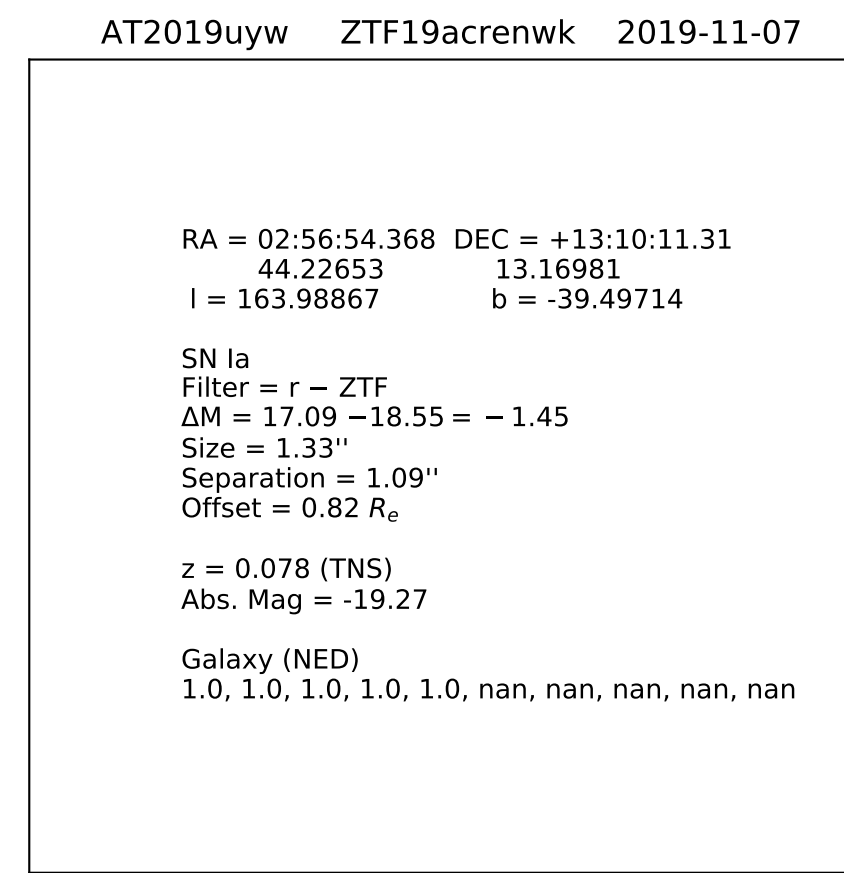 AT2019uyw ZTF19acrenwk 2019-11-07
RA = 02:56:54.368 DEC = +13:10:11.31
44.22653 13.16981
l = 163.98867 b = -39.49714
SN Ia
Filter = r − ZTF
ΔM = 17.09 −18.55 = − 1.45
Size = 1.33''
Separation = 1.09''
Offset = 0.82 Rₑ
z = 0.078 (TNS)
Abs. Mag = -19.27
Galaxy (NED)
1.0, 1.0, 1.0, 1.0, 1.0, nan, nan, nan, nan, nan